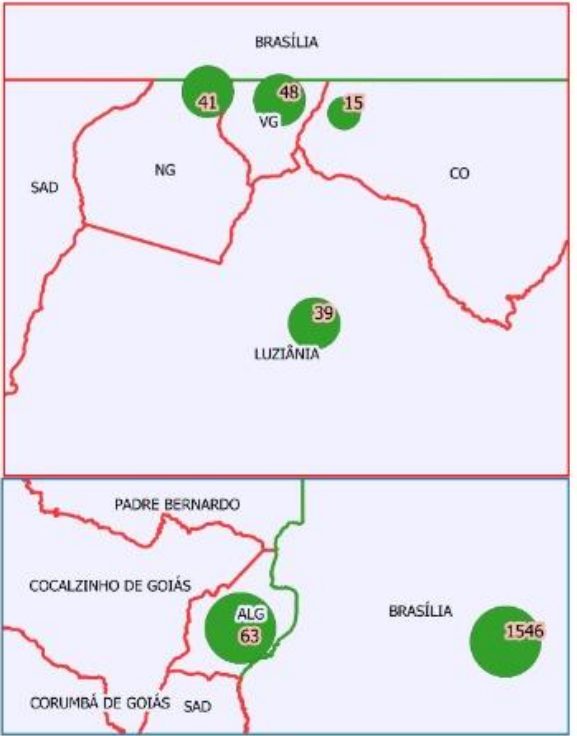 BRASÍLIA
41
48
15
VG
NG
CO
SAD
39
LUZIÂNIA
PADRE BERNARDO
COCALZINHO DE GOIÁS
ALG
BRASÍLIA
63
1546
CORUMBÁ DE GOIÁS
SAD